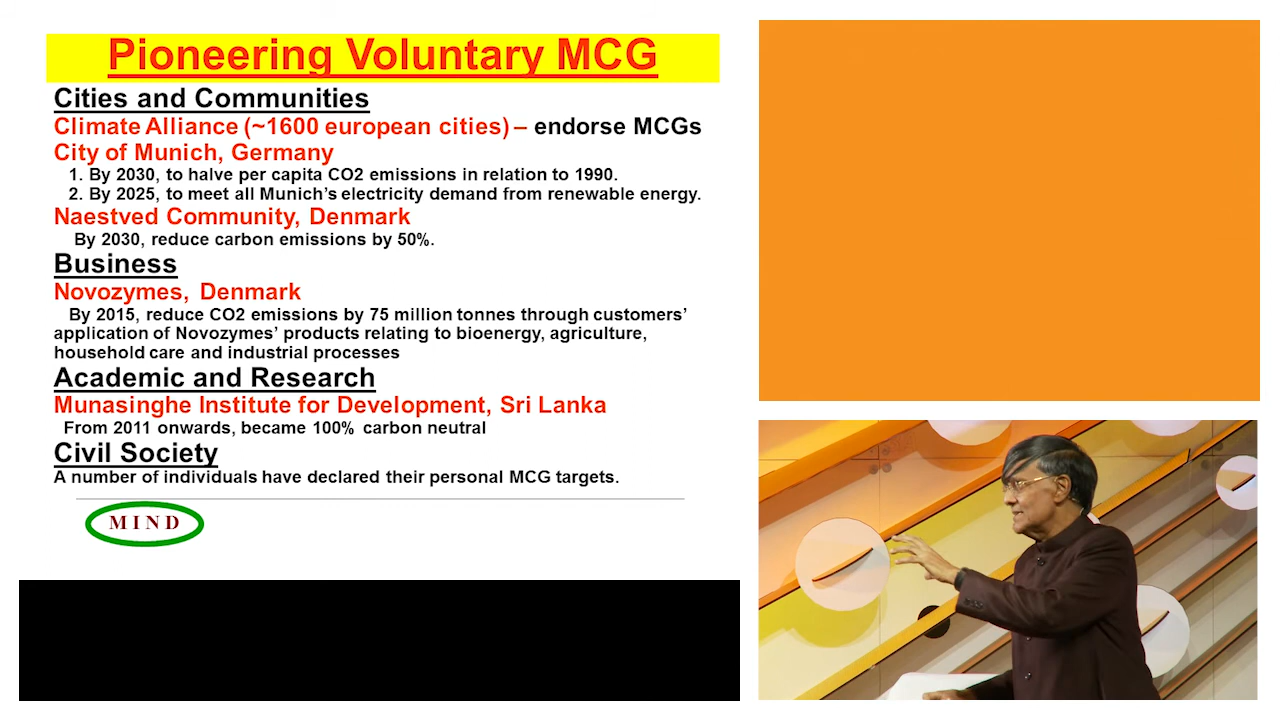 Pioneering Voluntary MCG
Cities and Communities
Climate Alliance (~1600 european cities) – endorse MCGs
City of Munich, Germany
1. By 2030, to halve per capita CO2 emissions in relation to 1990.
2. By 2025, to meet all Munich’s electricity demand from renewable energy.
Naestved Community, Denmark
By 2030, reduce carbon emissions by 50%.
Business
Novozymes, Denmark
By 2015, reduce CO2 emissions by 75 million tonnes through customers’
application of Novozymes’ products relating to bioenergy, agriculture,
household care and industrial processes
Academic and Research
Munasinghe Institute for Development, Sri Lanka
From 2011 onwards, became 100% carbon neutral
Civil Society
A number of individuals have declared their personal MCG targets.
MIND